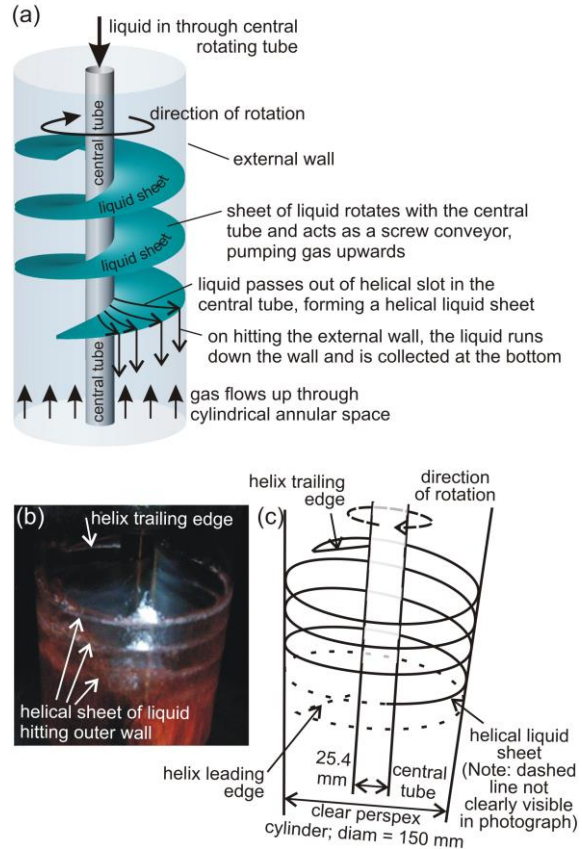 (a)
liquid in through central
rotating tube
direction of rotation
central tube
external wall
liquid sheet
sheet of liquid rotates with the central
tube and acts as a screw conveyor,
pumping gas upwards
liquid sheet
liquid passes out of helical slot in the
central tube, forming a helical liquid sheet
on hitting the external wall, the liquid runs
down the wall and is collected at the bottom
central tube
gas flows up through
cylindrical annular space
(b)
helix trailing edge
helical sheet of liquid
hitting outer wall
(c)
helix trailing
edge
direction
of rotation
helix leading
edge
25.4
mm
central
tube
helical liquid
sheet
(Note: dashed
line not
clearly visible
in photograph)
clear perspex
cylinder; diam = 150 mm